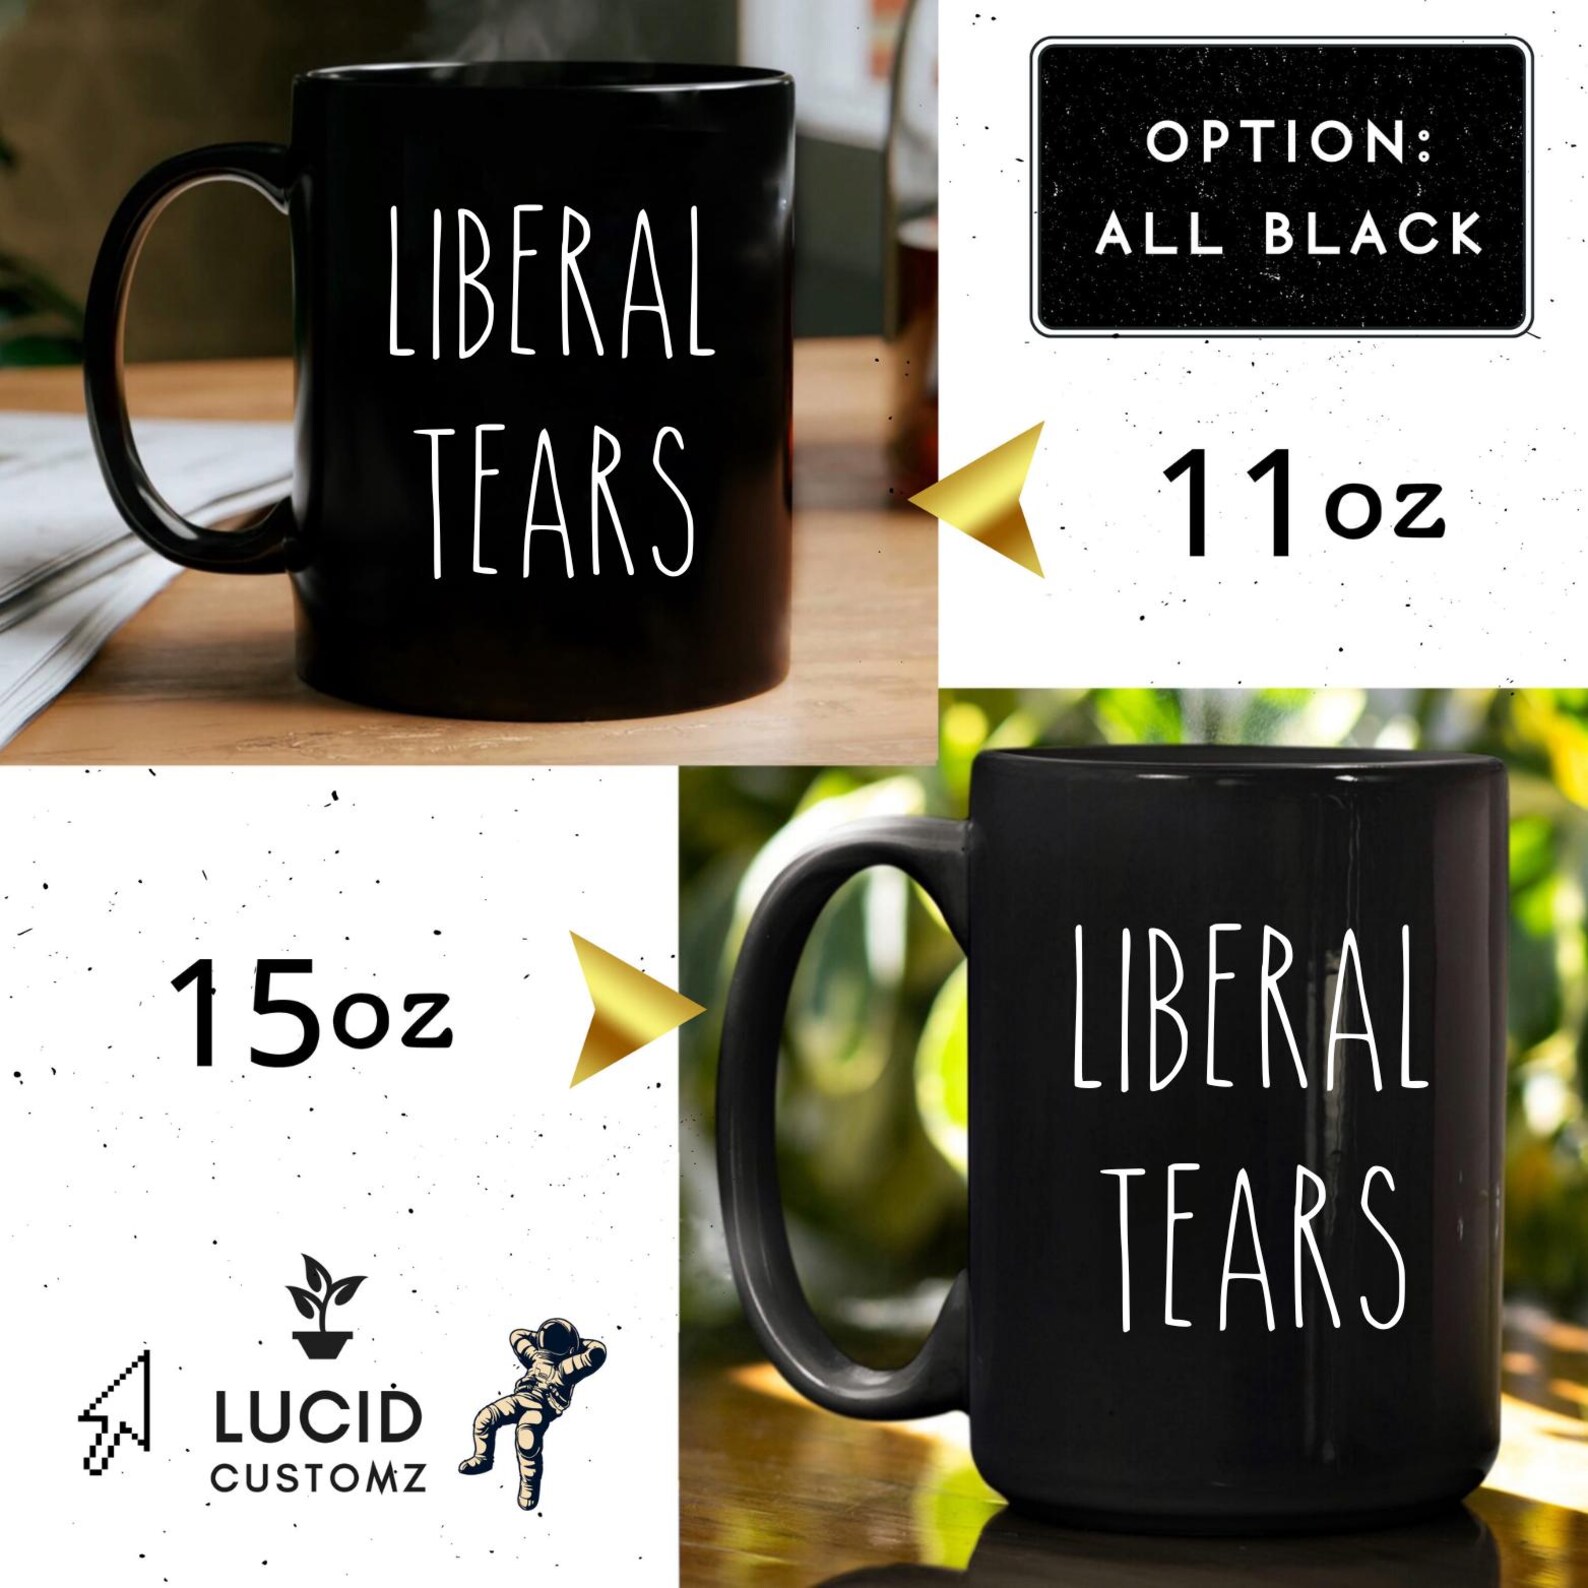 LIBERAL
TEARS
OPTION:
ALL BLACK
11oz
15oz
LIBERAL
TEARS
LUCID
CUSTOMZ